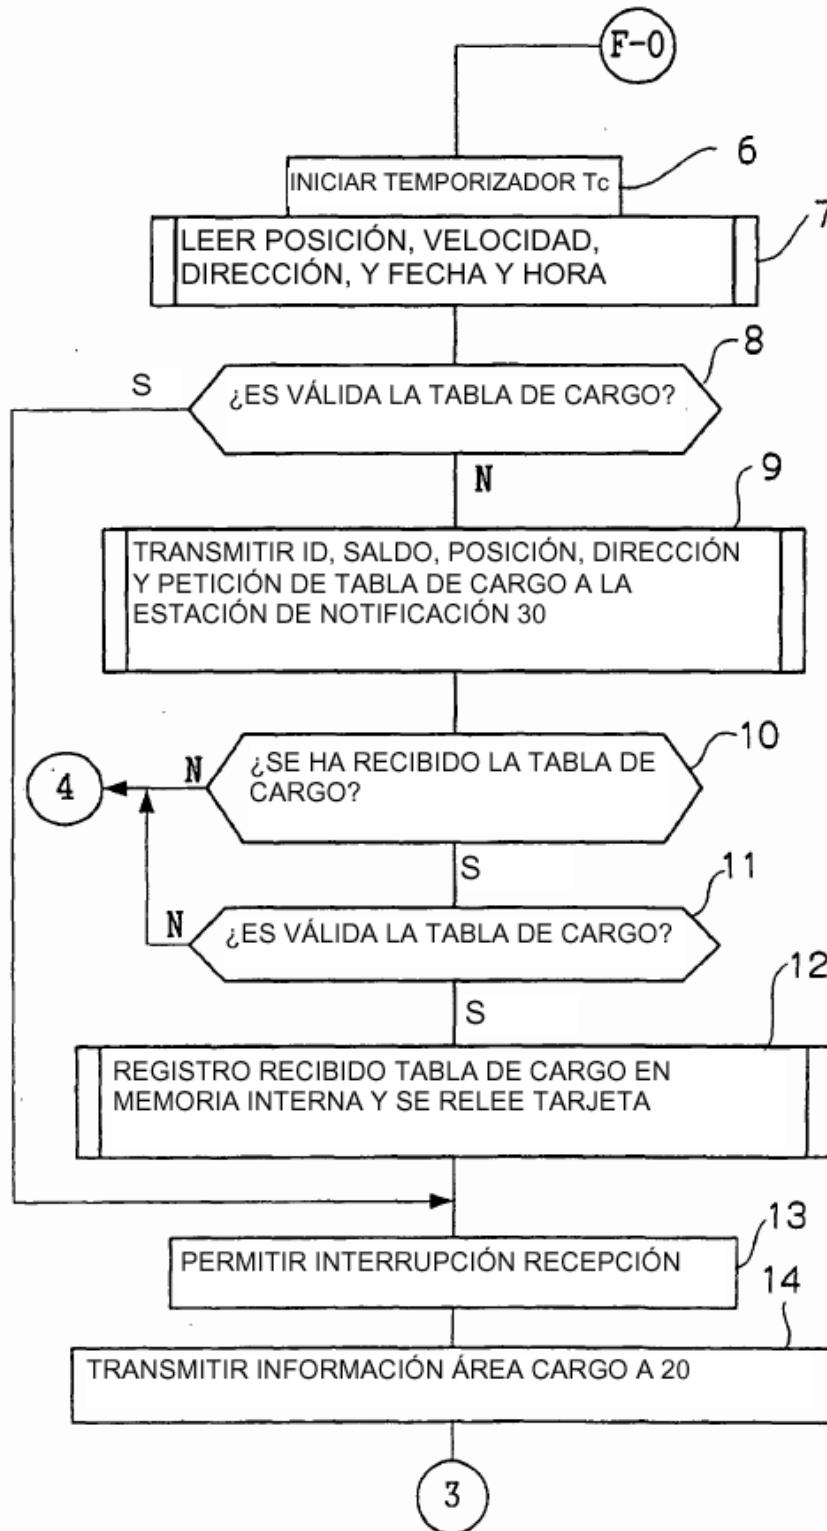 F-0
6
INICIAR TEMPORIZADOR Tc
7
LEER POSICIÓN, VELOCIDAD,
DIRECCIÓN, Y FECHA Y HORA
8
S
¿ES VÁLIDA LA TABLA DE CARGO?
N
9
TRANSMITIR ID, SALDO, POSICIÓN, DIRECCIÓN
Y PETICIÓN DE TABLA DE CARGO A LA
ESTACIÓN DE NOTIFICACIÓN 30
10
4
N
¿SE HA RECIBIDO LA TABLA DE
CARGO?
S
11
N
¿ES VÁLIDA LA TABLA DE CARGO?
S
12
REGISTRO RECIBIDO TABLA DE CARGO EN
MEMORIA INTERNA Y SE RELEE TARJETA
13
PERMITIR INTERRUPCIÓN RECEPCIÓN
14
TRANSMITIR INFORMACIÓN ÁREA CARGO A 20
3